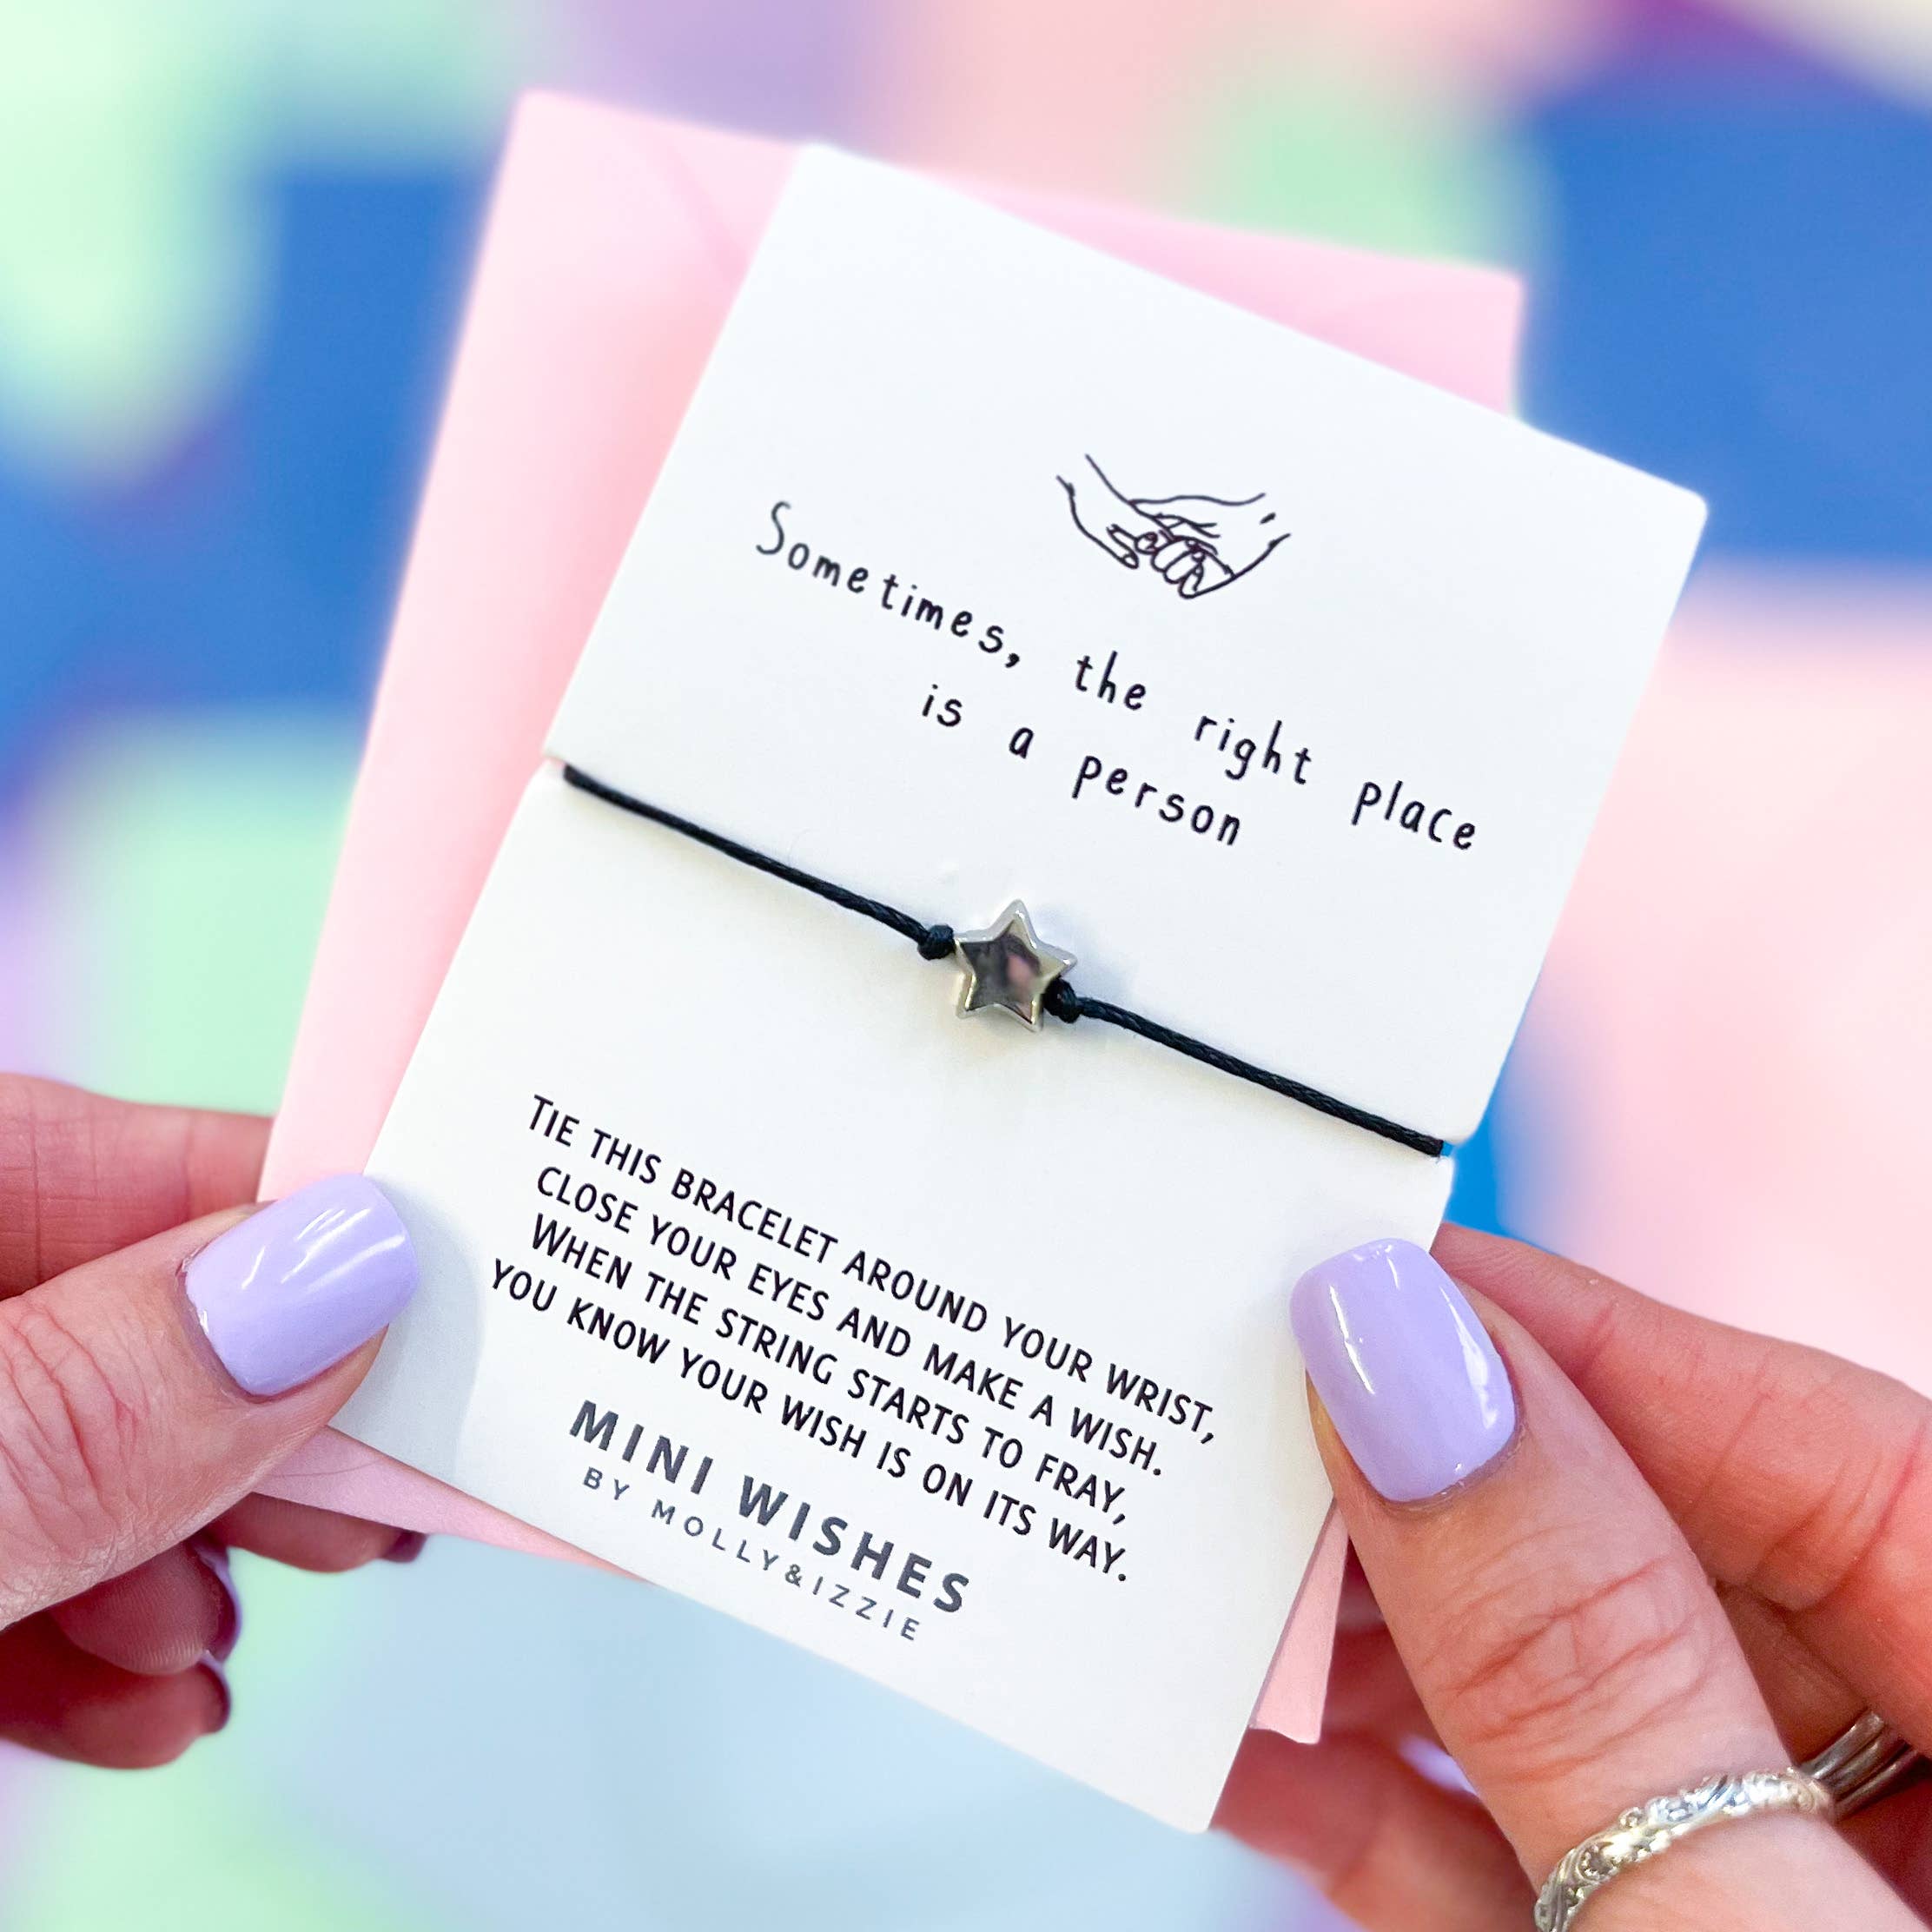 Sometimes, the right place
is a person
TIE THIS BRACELET AROUND YOUR WRIST,
CLOSE YOUR EYES AND MAKE A WISH.
WHEN THE STRING STARTS TO FRAY,
YOU KNOW YOUR WISH IS ON ITS WAY.
MINI WISHES
BY MOLLY&IZZIE